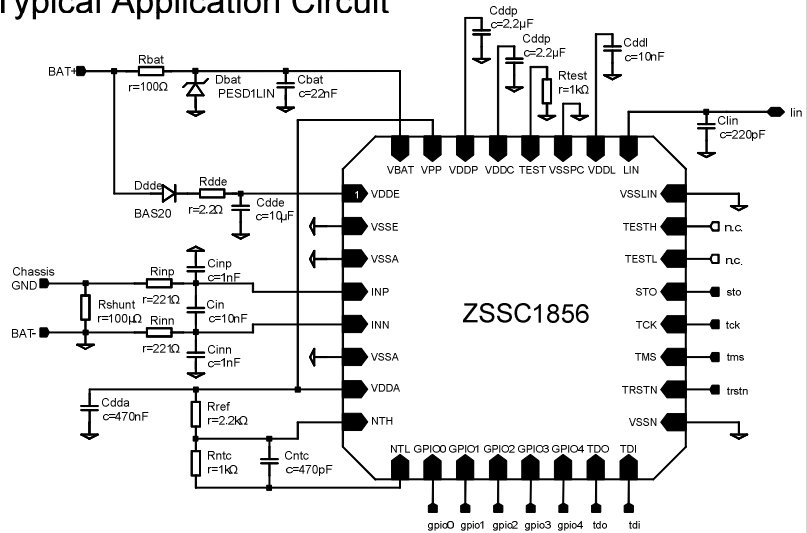 Typical Application Circuit
Cddp
c=2.2µF
Cddp
c=2.2µF
Cddl
c=10nF
Rtest
r=1kΩ
BAT+
Rbat
r=100Ω
Dbat
PESD1LIN
Cbat
c=22nF
Clin
c=220pF
lin
VBAT VPP VDDP VDDC TEST VSSPC VDDL LIN
Ddde
BAS20
Rdde
r=2.2Ω
Cdde
c=10µF
1 VDDE
VSSE
VSSA
INP
INN
VSSA
VDDA
NTH
ZSSC1856
VSSLIN
TESTH n.c.
TESTL n.c.
STO sto
TCK tck
TMS tms
TRSTN trstn
VSSN
Chassis
GND
BAT-
Rshunt
r=100µΩ
Rinp
r=221Ω
Rinn
r=221Ω
Cinp
c=1nF
Cin
c=10nF
Cinn
c=1nF
Cdda
c=470nF
Rref
r=2.2kΩ
Rntc
r=1kΩ
Cntc
c=470pF
NTL GPIO0 GPIO1 GPIO2 GPIO3 GPIO4 TDO TDI
gpio0 gpio1 gpio2 gpio3 gpio4 tdo tdi